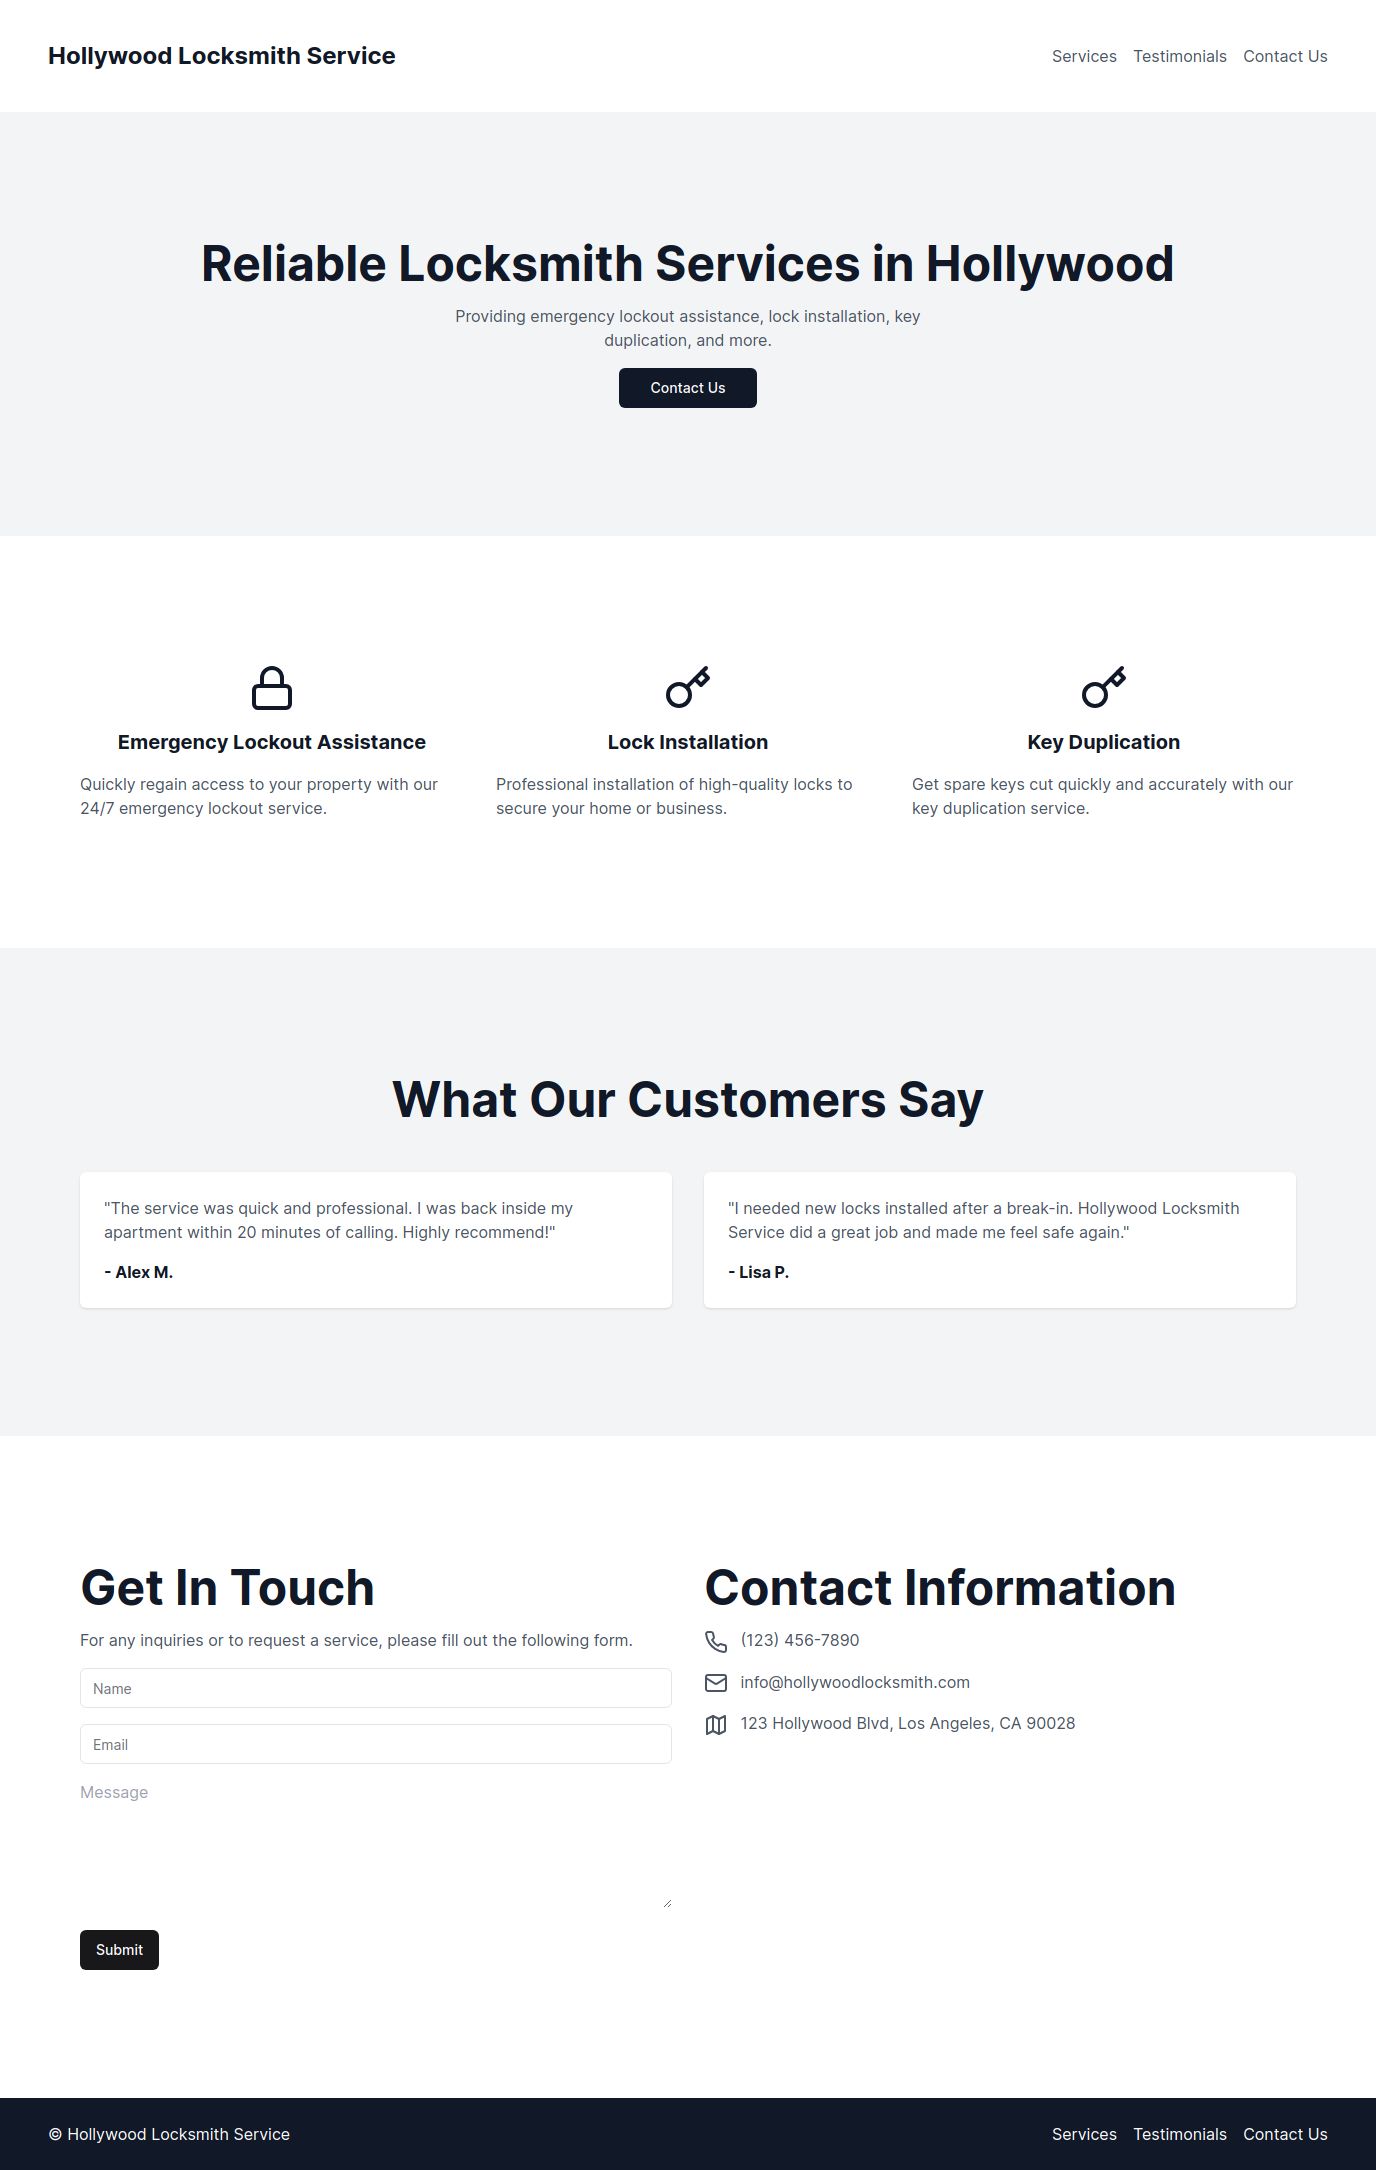 Hollywood Locksmith Service
Services Testimonials Contact Us
Reliable Locksmith Services in Hollywood
Providing emergency lockout assistance, lock installation, key
duplication, and more.
Contact Us
Emergency Lockout Assistance
Quickly regain access to your property with our
24/7 emergency lockout service.
Lock Installation
Professional installation of high-quality locks to
secure your home or business.
Key Duplication
Get spare keys cut quickly and accurately with our
key duplication service.
What Our Customers Say
"The service was quick and professional. I was back inside my
apartment within 20 minutes of calling. Highly recommend!"
- Alex M.
"I needed new locks installed after a break-in. Hollywood Locksmith
Service did a great job and made me feel safe again."
- Lisa P.
Get In Touch
For any inquiries or to request a service, please fill out the following form.
Name
Email
Message
Submit
Contact Information
(123) 456-7890
info@hollywoodlocksmith.com
123 Hollywood Blvd, Los Angeles, CA 90028
© Hollywood Locksmith Service
Services Testimonials Contact Us